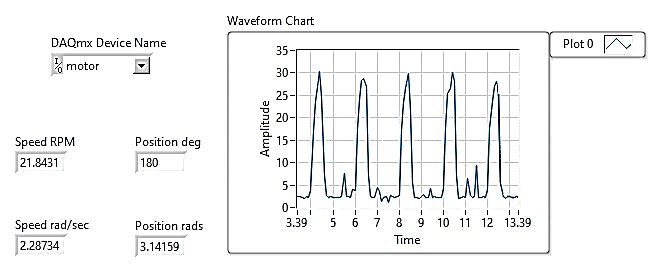 Waveform Chart
DAQmx Device Name
I/O motor
Plot 0
Speed RPM
21.8431
Position deg
180
Speed rad/sec
2.28734
Position rads
3.14159
Amplitude
35
30
25
20
15
10
5
0
3.39 5 6 7 8 9 10 11 12 13.39
Time